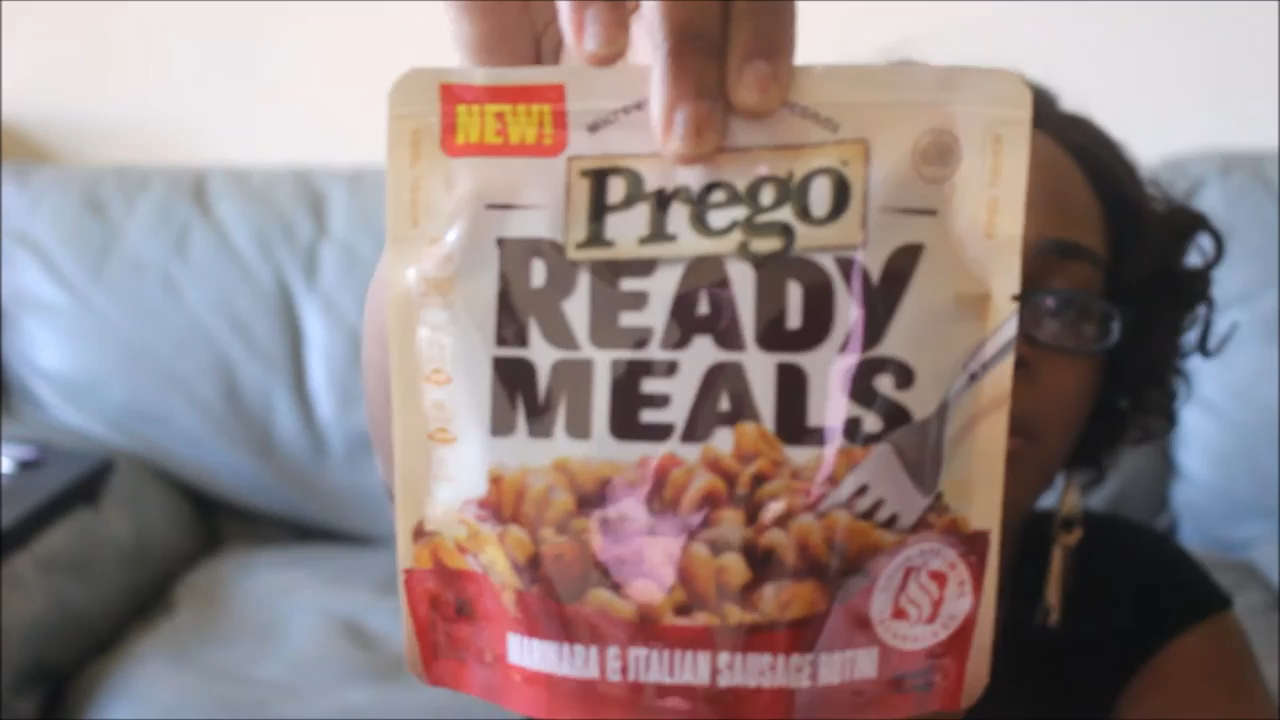 NEW!
Prego
READY
MEALS
MARINARA & ITALIAN SAUSAGE ROTINI